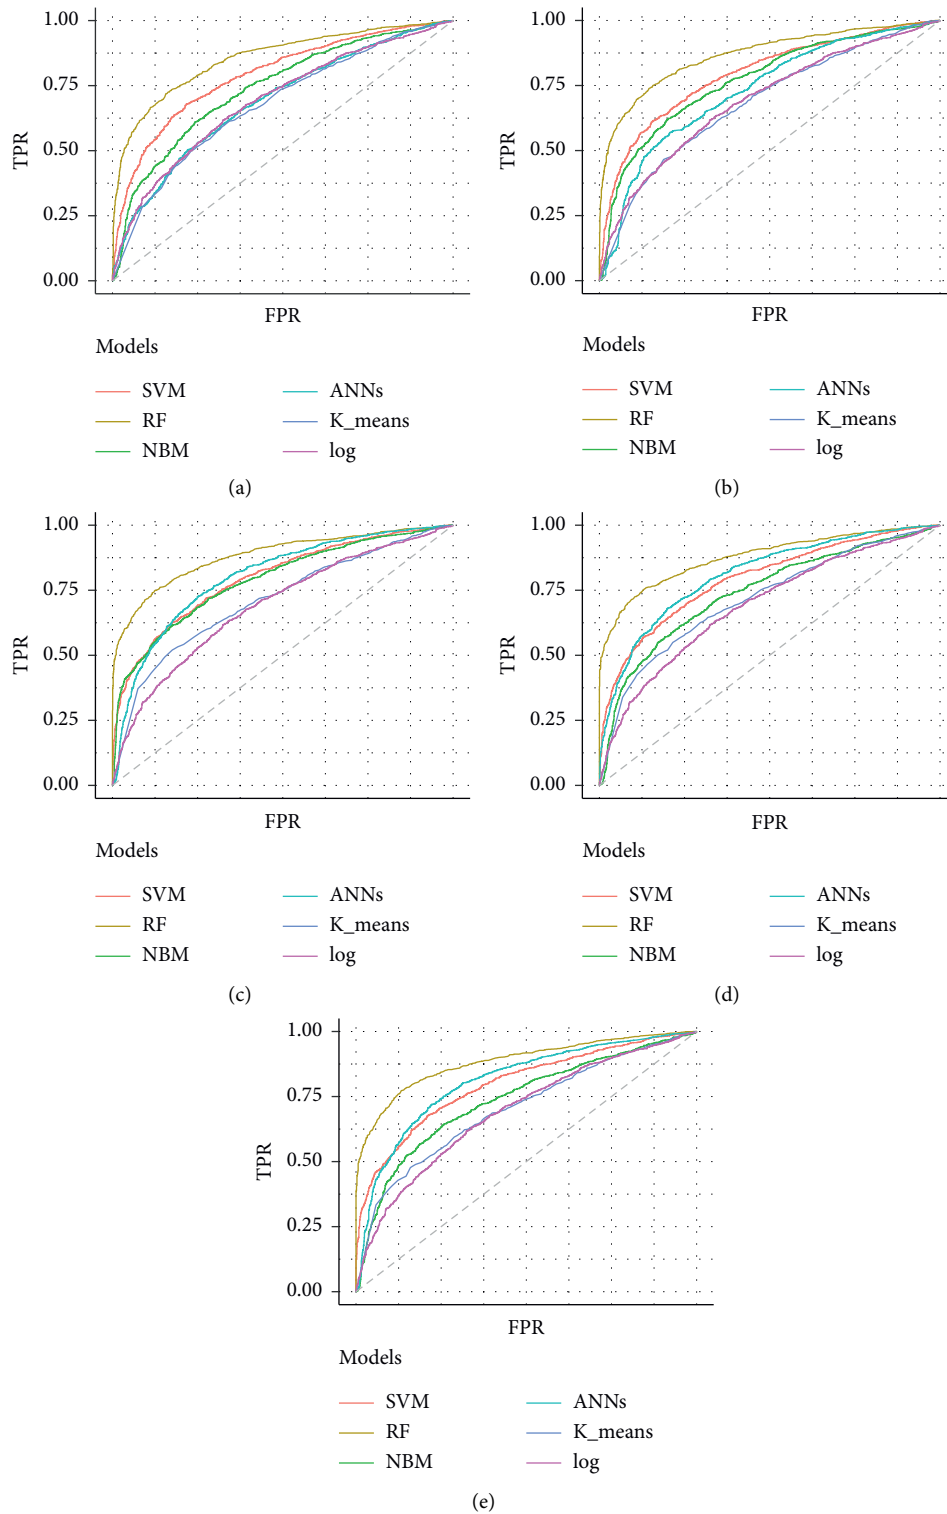 1.00
0.75
0.50
0.25
0.00
TPR
FPR
Models
SVM ANNs
RF K_means
NBM log
(a)
1.00
0.75
0.50
0.25
0.00
TPR
FPR
Models
SVM ANNs
RF K_means
NBM log
(b)
1.00
0.75
0.50
0.25
0.00
TPR
FPR
Models
SVM ANNs
RF K_means
NBM log
(c)
1.00
0.75
0.50
0.25
0.00
TPR
FPR
Models
SVM ANNs
RF K_means
NBM log
(d)
1.00
0.75
0.50
0.25
0.00
TPR
FPR
Models
SVM ANNs
RF K_means
NBM log
(e)